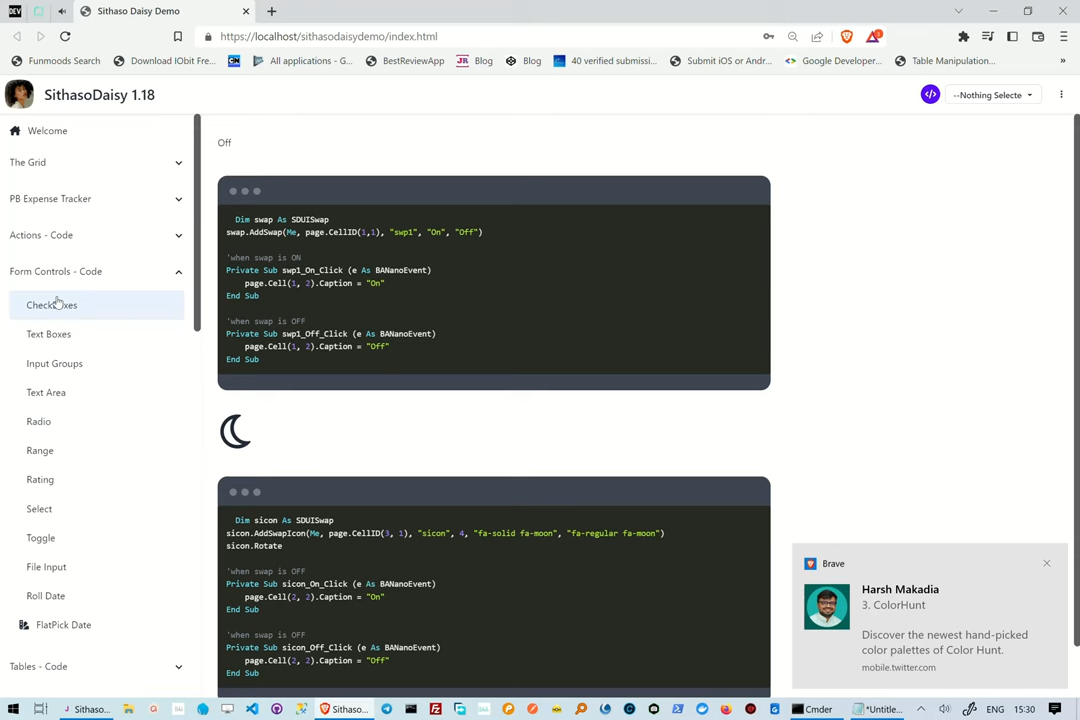 DEV
Sithaso Daisy Demo
https://localhost/sithasodaisydemo/index.html
Funmoods Search
Download IObit Fre...
All applications - G...
BestReviewApp
JR
Blog
Blog
40 verified submissi...
Submit iOS or Andr...
Google Developer...
Table Manipulation...
SithasoDaisy 1.18
--Nothing Selecte
Welcome
The Grid
PB Expense Tracker
Actions - Code
Form Controls - Code
Checkboxes
Text Boxes
Input Groups
Text Area
Radio
Range
Rating
Select
Toggle
File Input
Roll Date
FlatPick Date
Tables - Code
Off
Dim swap As SDUISwap
swap.AddSwap(Me, page.CellID(1,1), "swp1", "On", "Off")
'when swap is ON
Private Sub swp1_On_Click (e As BANanoEvent)
page.Cell(1, 2).Caption = "On"
End Sub
'when swap is OFF
Private Sub swp1_Off_Click (e As BANanoEvent)
page.Cell(1, 2).Caption = "Off"
End Sub
Dim sicon As SDUISwap
sicon.AddSwapIcon(Me, page.CellID(3, 1), "sicon", 4, "fa-solid fa-moon", "fa-regular fa-moon")
sicon.Rotate
'when swap is OFF
Private Sub sicon_On_Click (e As BANanoEvent)
page.Cell(2, 2).Caption = "On"
End Sub
'when swap is OFF
Private Sub sicon_Off_Click (e As BANanoEvent)
page.Cell(2, 2).Caption = "Off"
End Sub
Brave
Harsh Makadia
3. ColorHunt
Discover the newest hand-picked
color palettes of Color Hunt.
mobile.twitter.com
Sithaso...
Sithaso...
Cmder
*Untitle...
ENG
15:30